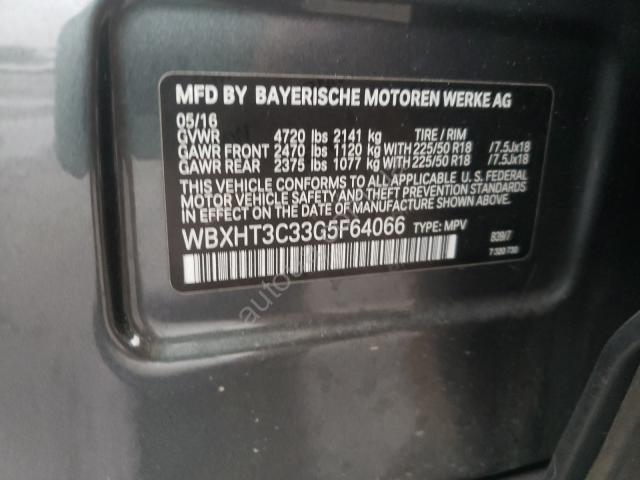 MFD BY BAYERISCHE MOTOREN WERKE AG
05/16
GVWR 4720 lbs 2141 kg TIRE / RIM
GAWR FRONT 2470 lbs 1120 kg WITH 225/50 R18 /7.5Jx18
GAWR REAR 2375 lbs 1077 kg WITH 225/50 R18 /7.5Jx18
THIS VEHICLE CONFORMS TO ALL APPLICABLE U.S. FEDERAL
MOTOR VEHICLE SAFETY AND THEFT PREVENTION STANDARDS
IN EFFECT ON THE DATE OF MANUFACTURE SHOWN ABOVE.
WBXHT3C33G5F64066 TYPE: MPV B39/7
7 320 730